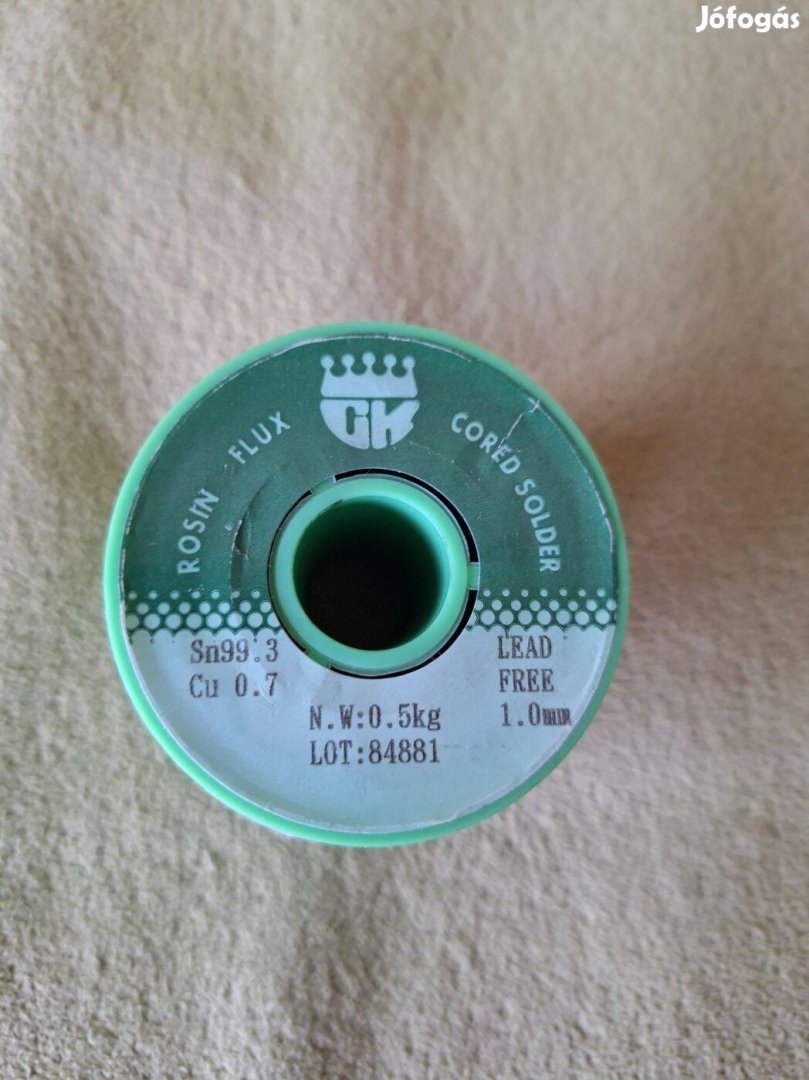 Jófogás
GK
ROSIN FLUX CORED SOLDER
Sn99.3
Cu 0.7
LEAD
FREE
1.0mm
N.W:0.5kg
LOT:84881